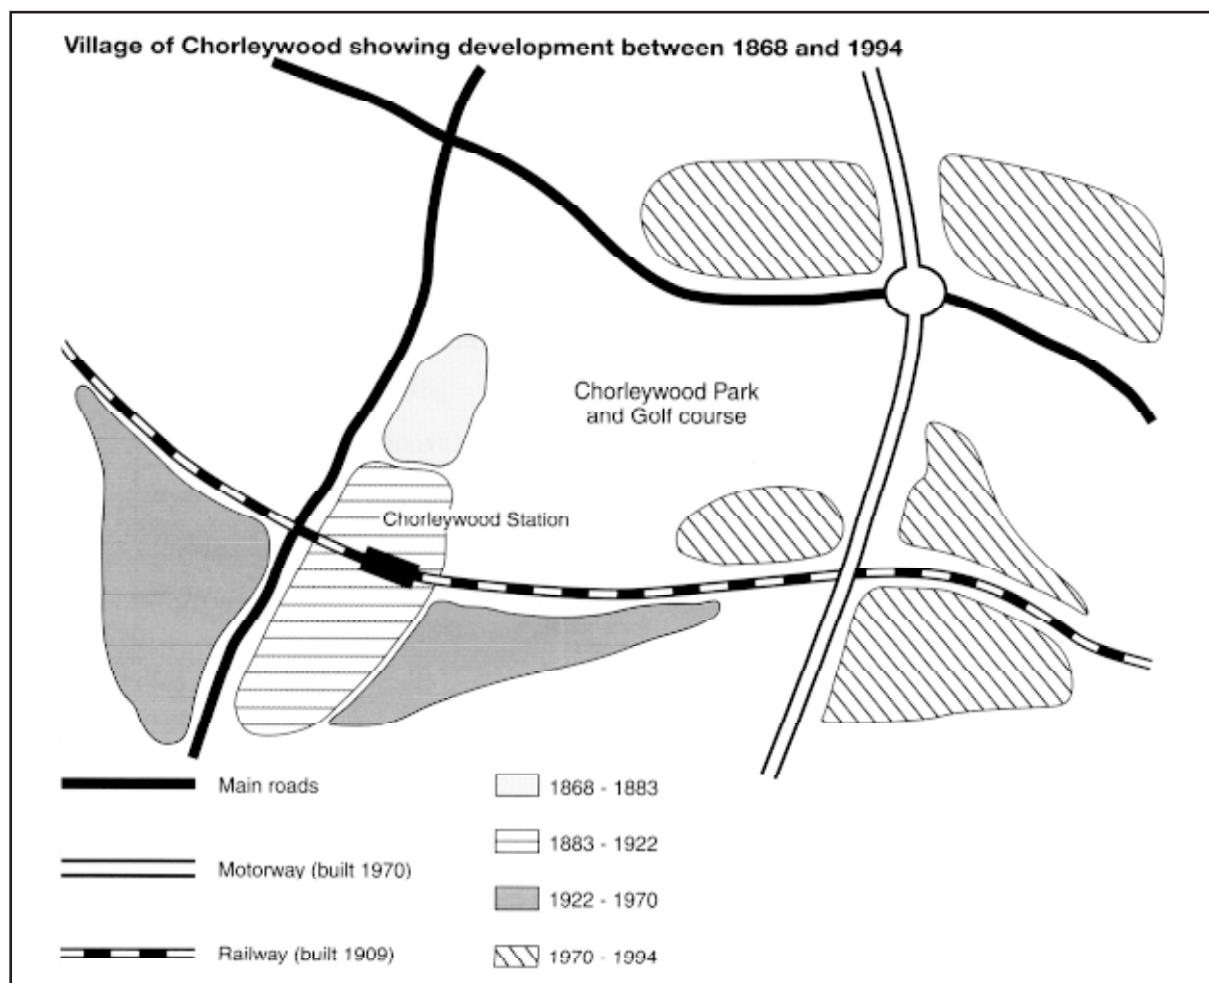 Village of Chorleywood showing development between 1868 and 1994
Chorleywood Park
and Golf course
Chorleywood Station
Main roads
Motorway (built 1970)
Railway (built 1909)
1868 - 1883
1883 - 1922
1922 - 1970
1970 - 1994